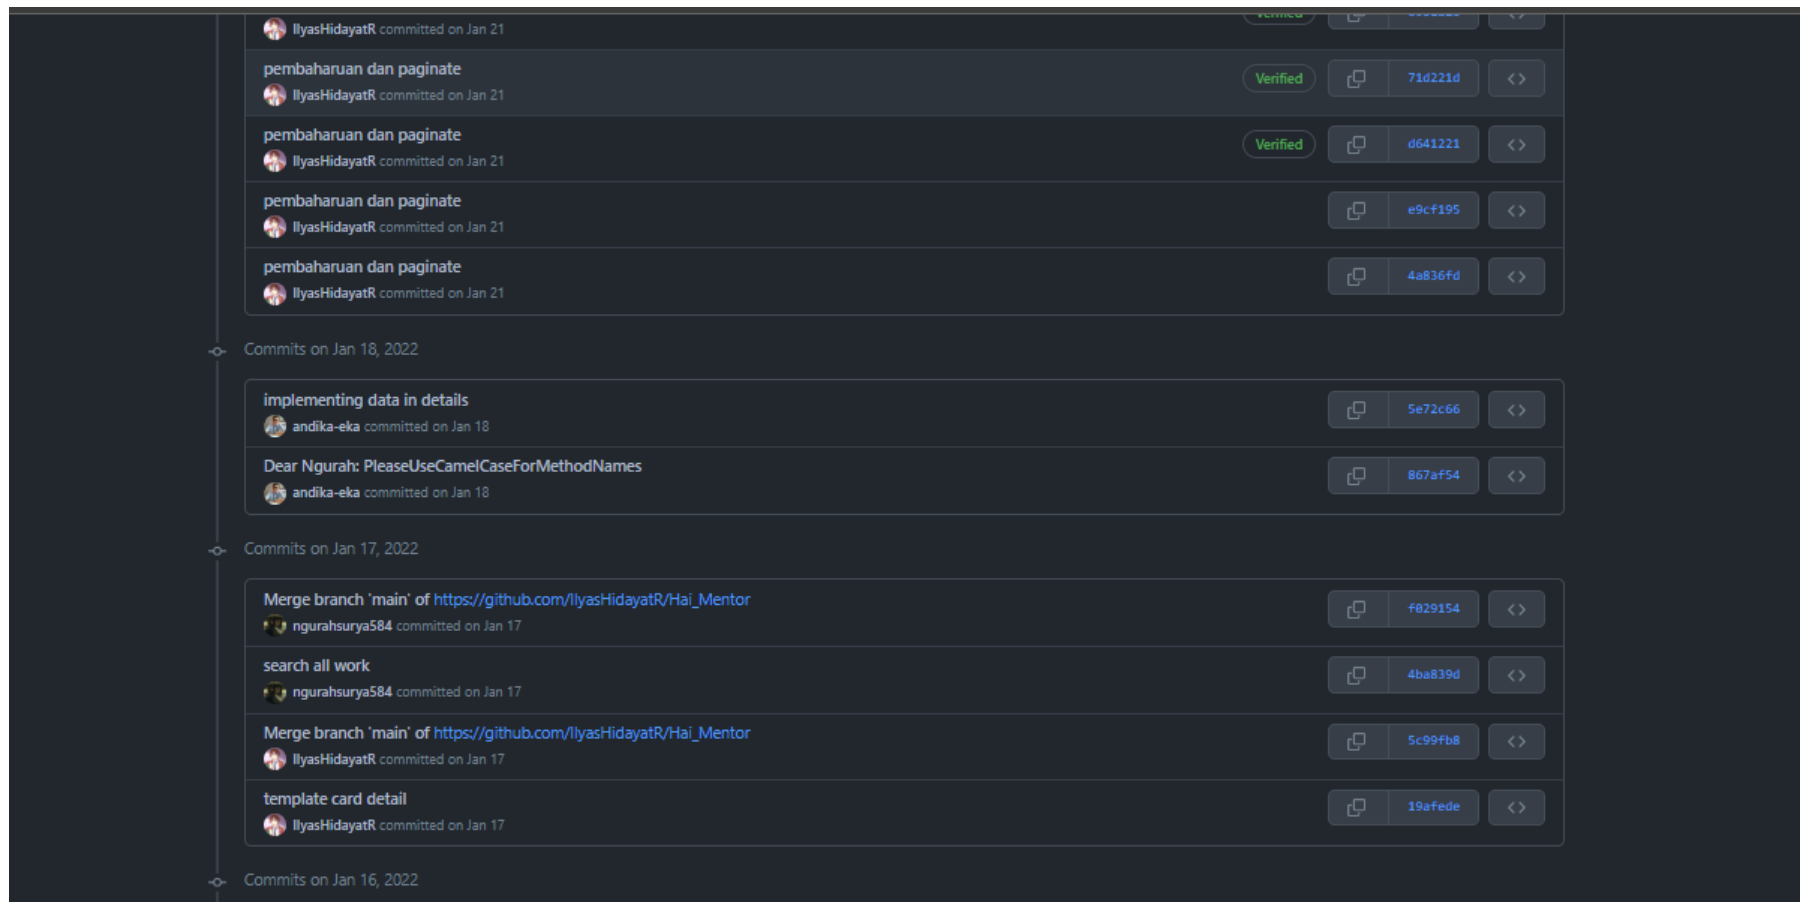 IlyasHidayatR committed on Jan 21
Verified
pembaharuan dan paginate
IlyasHidayatR committed on Jan 21
Verified
71d221d
pembaharuan dan paginate
IlyasHidayatR committed on Jan 21
Verified
d641221
pembaharuan dan paginate
IlyasHidayatR committed on Jan 21
e9cf195
pembaharuan dan paginate
IlyasHidayatR committed on Jan 21
4a836fd
Commits on Jan 18, 2022
implementing data in details
andika-eka committed on Jan 18
5e72c66
Dear Ngurah: PleaseUseCamelCaseForMethodNames
andika-eka committed on Jan 18
867af54
Commits on Jan 17, 2022
Merge branch 'main' of https://github.com/IlyasHidayatR/Hai_Mentor
ngurahsurya584 committed on Jan 17
f029154
search all work
ngurahsurya584 committed on Jan 17
4ba839d
Merge branch 'main' of https://github.com/IlyasHidayatR/Hai_Mentor
IlyasHidayatR committed on Jan 17
5c99fb8
template card detail
IlyasHidayatR committed on Jan 17
19afede
Commits on Jan 16, 2022